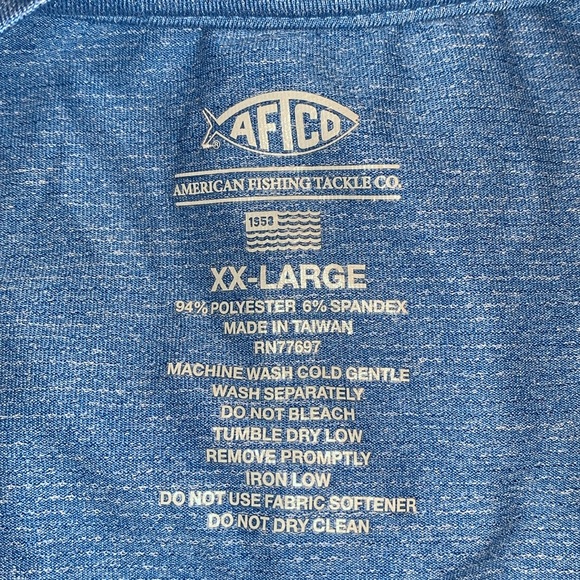 AFTCO
®
AMERICAN FISHING TACKLE CO.
1958
XX-LARGE
94% POLYESTER 6% SPANDEX
MADE IN TAIWAN
RN77697
MACHINE WASH COLD GENTLE
WASH SEPARATELY
DO NOT BLEACH
TUMBLE DRY LOW
REMOVE PROMPTLY
IRON LOW
DO NOT USE FABRIC SOFTENER
DO NOT DRY CLEAN